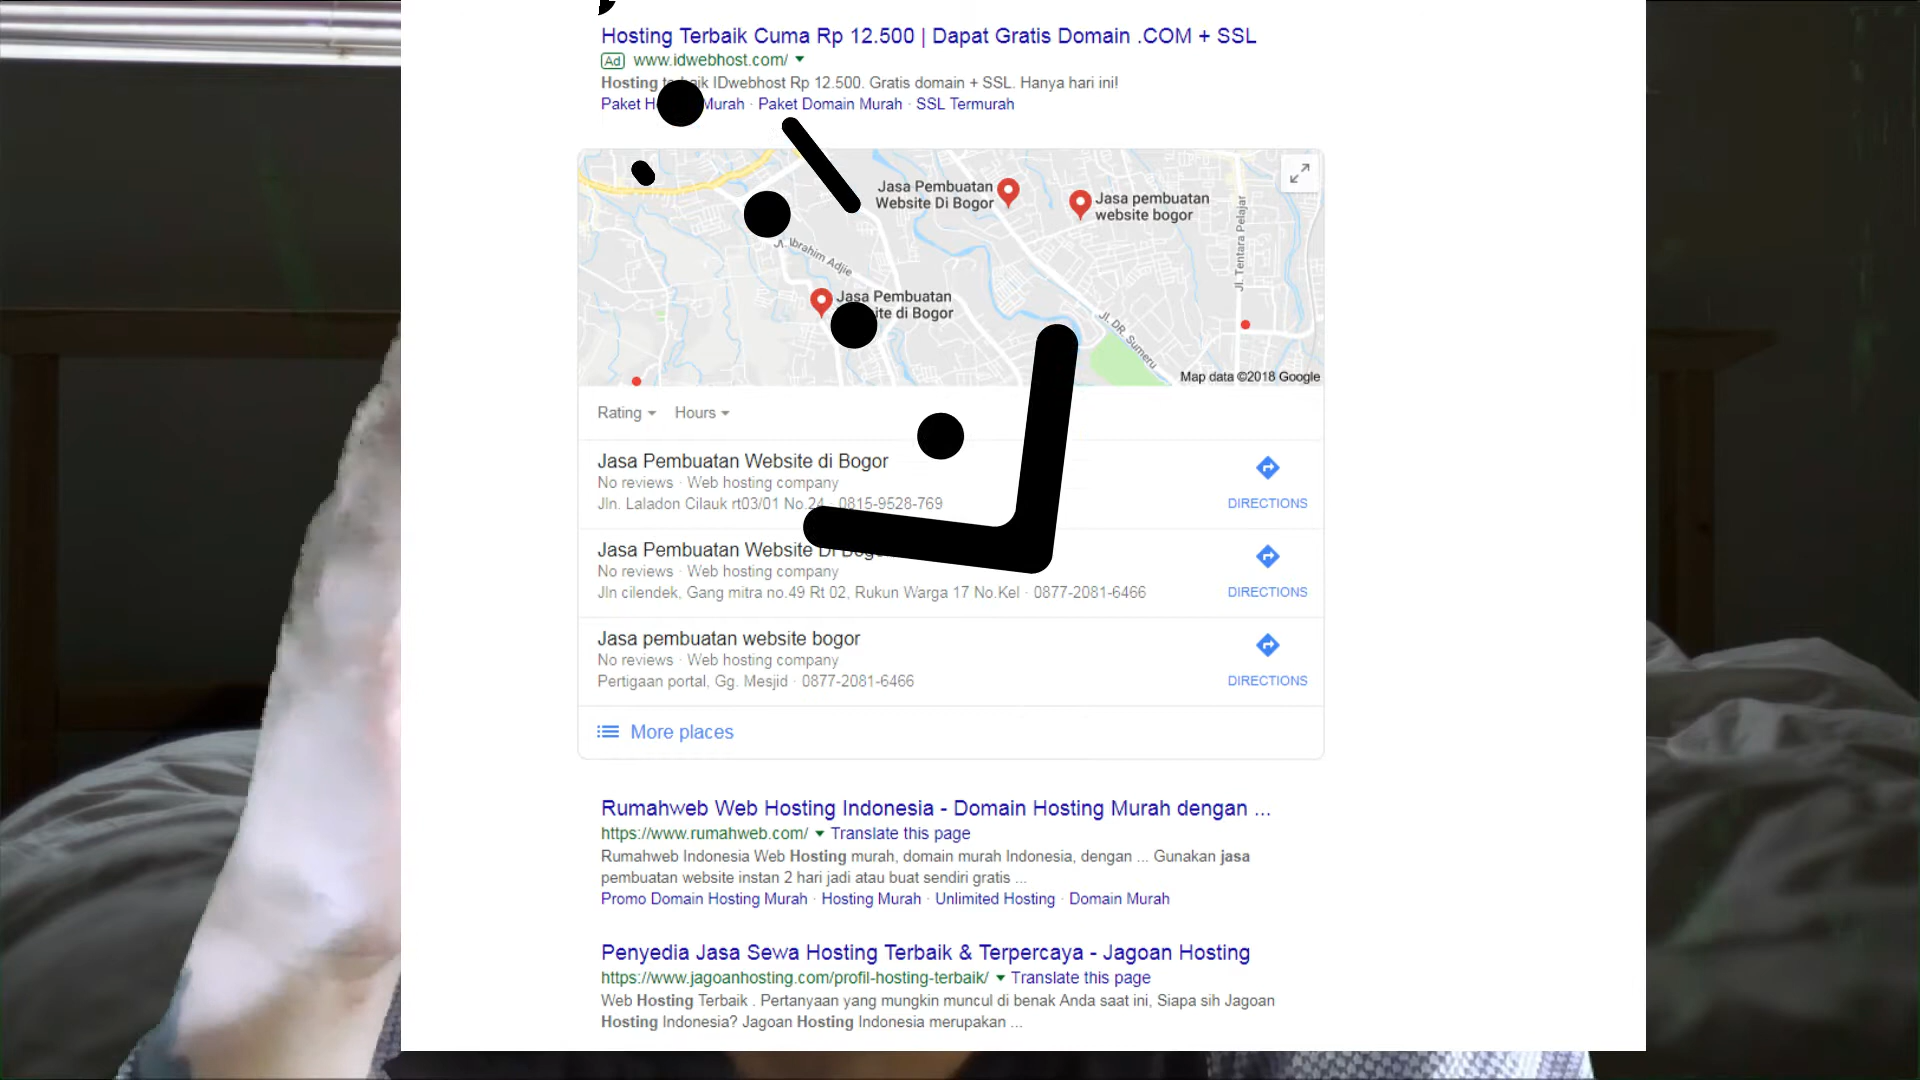 Hosting Terbaik Cuma Rp 12.500 | Dapat Gratis Domain .COM + SSL
Ad www.idwebhost.com/
Hosting IDwebhost Rp 12.500. Gratis domain + SSL. Hanya hari ini!
Paket Murah · Paket Domain Murah · SSL Termurah
Jasa Pembuatan
Website Di Bogor
Jasa pembuatan
website bogor
Jl. Tentara Pelajar
Jl. Ibrahim Adjie
Jasa Pembuatan
di Bogor
Jl. DR. Sumeru
Map data ©2018 Google
Rating Hours
Jasa Pembuatan Website di Bogor
No reviews · Web hosting company
Jln. Laladon Cilauk rt03/01 No.24 · 0815-9528-769
DIRECTIONS
Jasa Pembuatan Website
No reviews · Web hosting company
Jln cilendek, Gang mitra no.49 Rt 02, Rukun Warga 17 No.Kel · 0877-2081-6466
DIRECTIONS
Jasa pembuatan website bogor
No reviews · Web hosting company
Pertigaan portal, Gg. Mesjid · 0877-2081-6466
DIRECTIONS
More places
Rumahweb Web Hosting Indonesia - Domain Hosting Murah dengan ...
https://www.rumahweb.com/ Translate this page
Rumahweb Indonesia Web Hosting murah, domain murah Indonesia, dengan ... Gunakan jasa
pembuatan website instan 2 hari jadi atau buat sendiri gratis ...
Promo Domain Hosting Murah · Hosting Murah · Unlimited Hosting · Domain Murah
Penyedia Jasa Sewa Hosting Terbaik & Terpercaya - Jagoan Hosting
https://www.jagoanhosting.com/profil-hosting-terbaik/ Translate this page
Web Hosting Terbaik . Pertanyaan yang mungkin muncul di benak Anda saat ini, Siapa sih Jagoan
Hosting Indonesia? Jagoan Hosting Indonesia merupakan ...